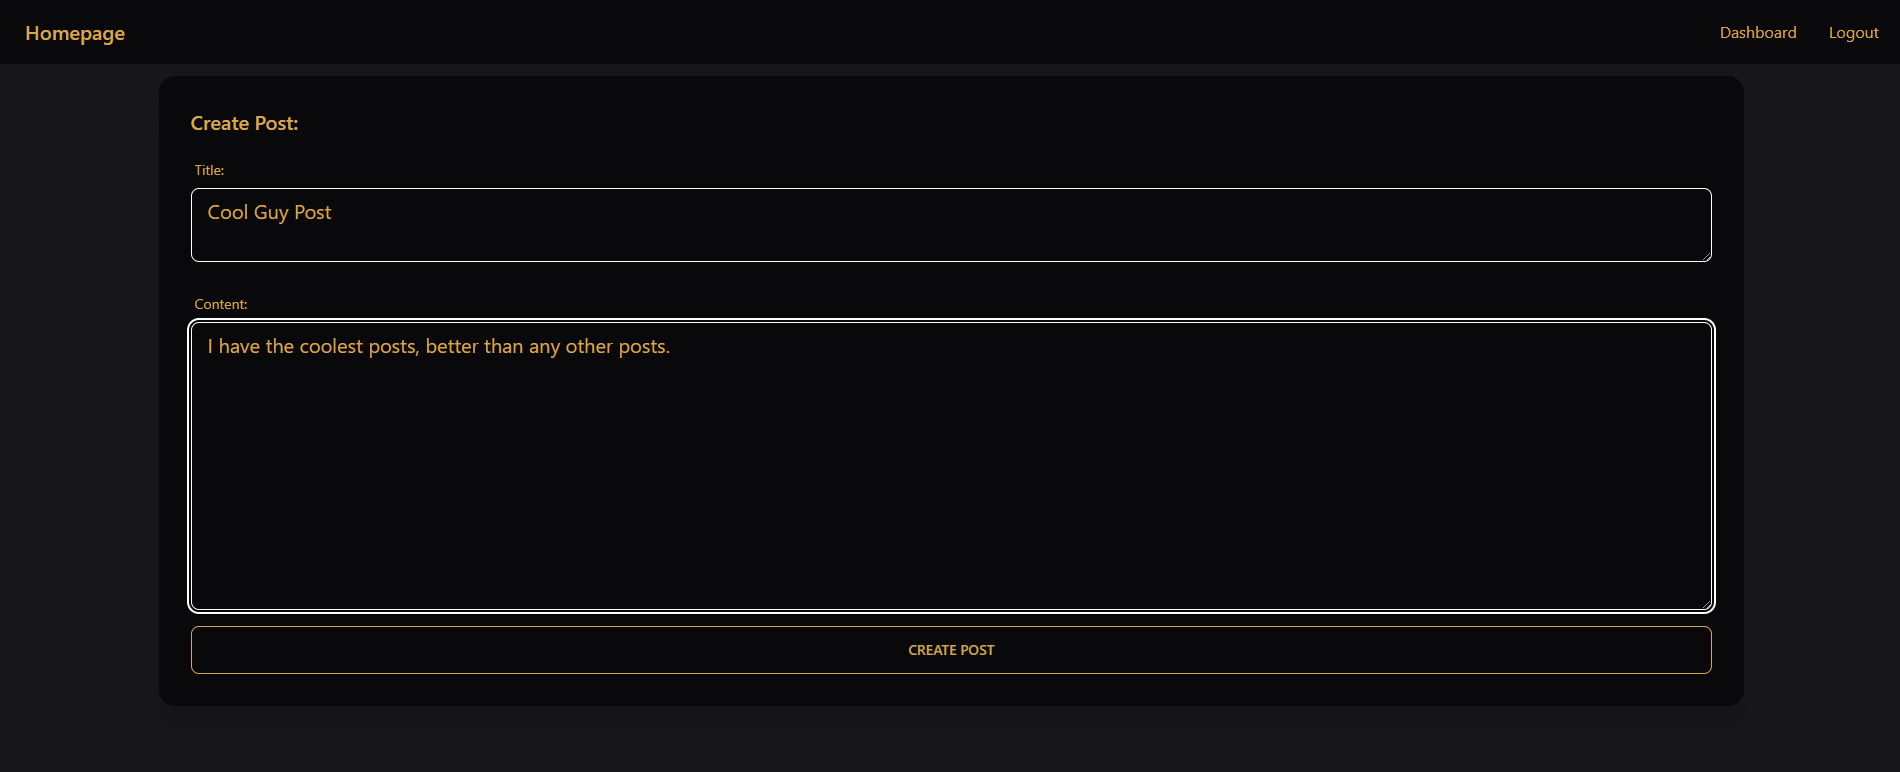 Homepage
Dashboard
Logout
Create Post:
Title:
Cool Guy Post
Content:
I have the coolest posts, better than any other posts.
CREATE POST